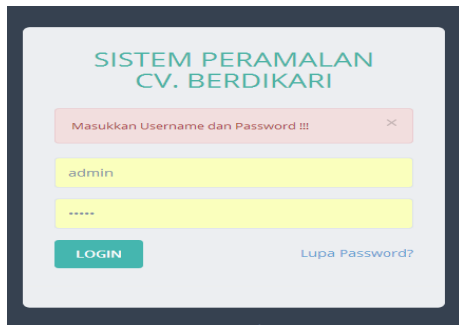 SISTEM PERAMALAN
CV. BERDIKARI
Masukkan Username dan Password !!!
×
admin
•••••
LOGIN
Lupa Password?